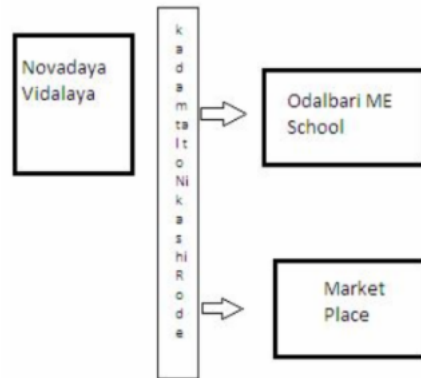 Novadaya
Vidalaya
k
a
d
a
m
ta
l t
o
Ni
k
a
s
hi
R
o
d
e
Odalbari ME
School
Market
Place